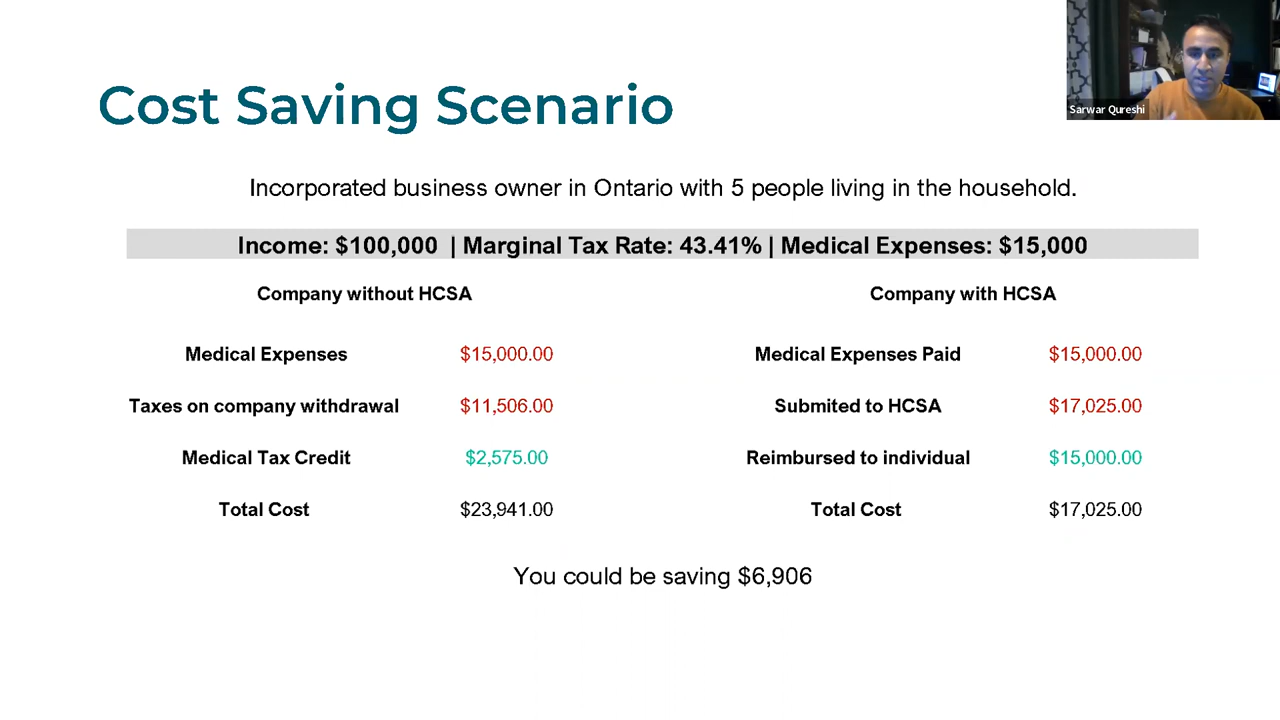 Sarwar Qureshi
Cost Saving Scenario
Incorporated business owner in Ontario with 5 people living in the household.
Income: $100,000 | Marginal Tax Rate: 43.41% | Medical Expenses: $15,000
Company without HCSA
Medical Expenses $15,000.00
Taxes on company withdrawal $11,506.00
Medical Tax Credit $2,575.00
Total Cost $23,941.00
Company with HCSA
Medical Expenses Paid $15,000.00
Submited to HCSA $17,025.00
Reimbursed to individual $15,000.00
Total Cost $17,025.00
You could be saving $6,906